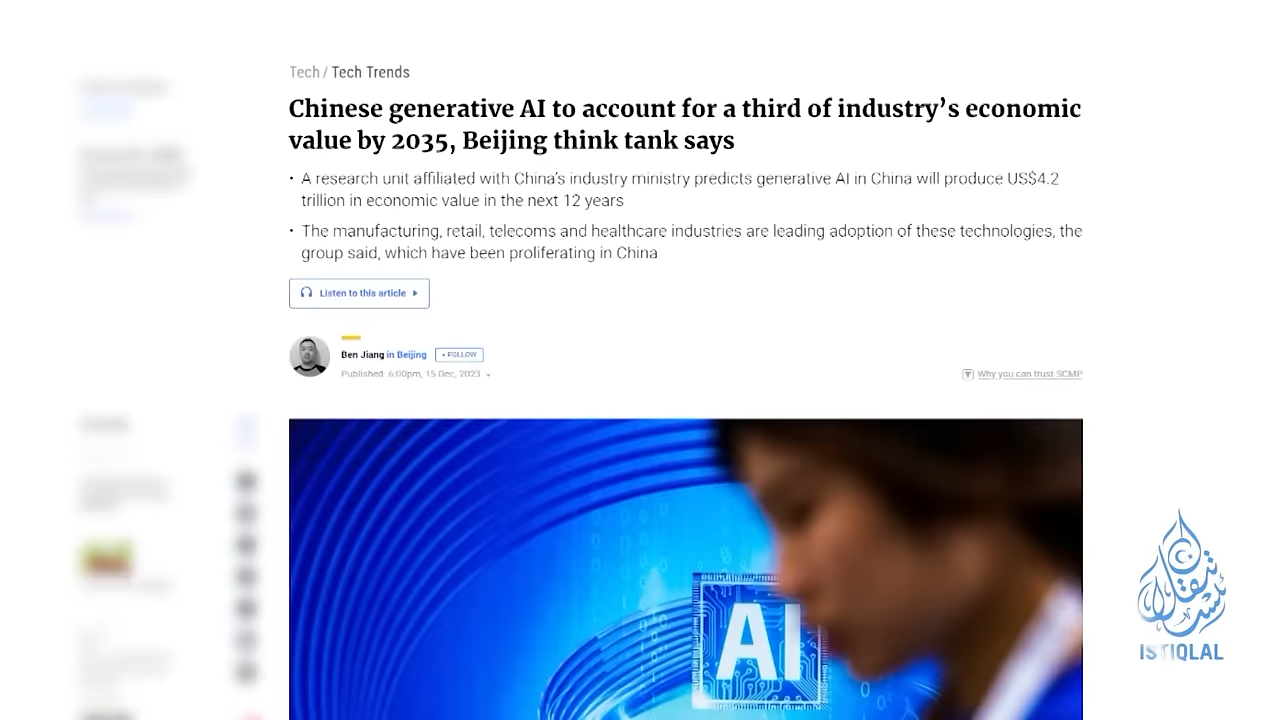 Tech / Tech Trends
Chinese generative AI to account for a third of industry’s economic
value by 2035, Beijing think tank says
• A research unit affiliated with China’s industry ministry predicts generative AI in China will produce US$4.2
trillion in economic value in the next 12 years
• The manufacturing, retail, telecoms and healthcare industries are leading adoption of these technologies, the
group said, which have been proliferating in China
Listen to this article
Ben Jiang in Beijing + FOLLOW
Published: 6:00pm, 15 Dec, 2023
Why you can trust SCMP
AI
ISTIQLAL